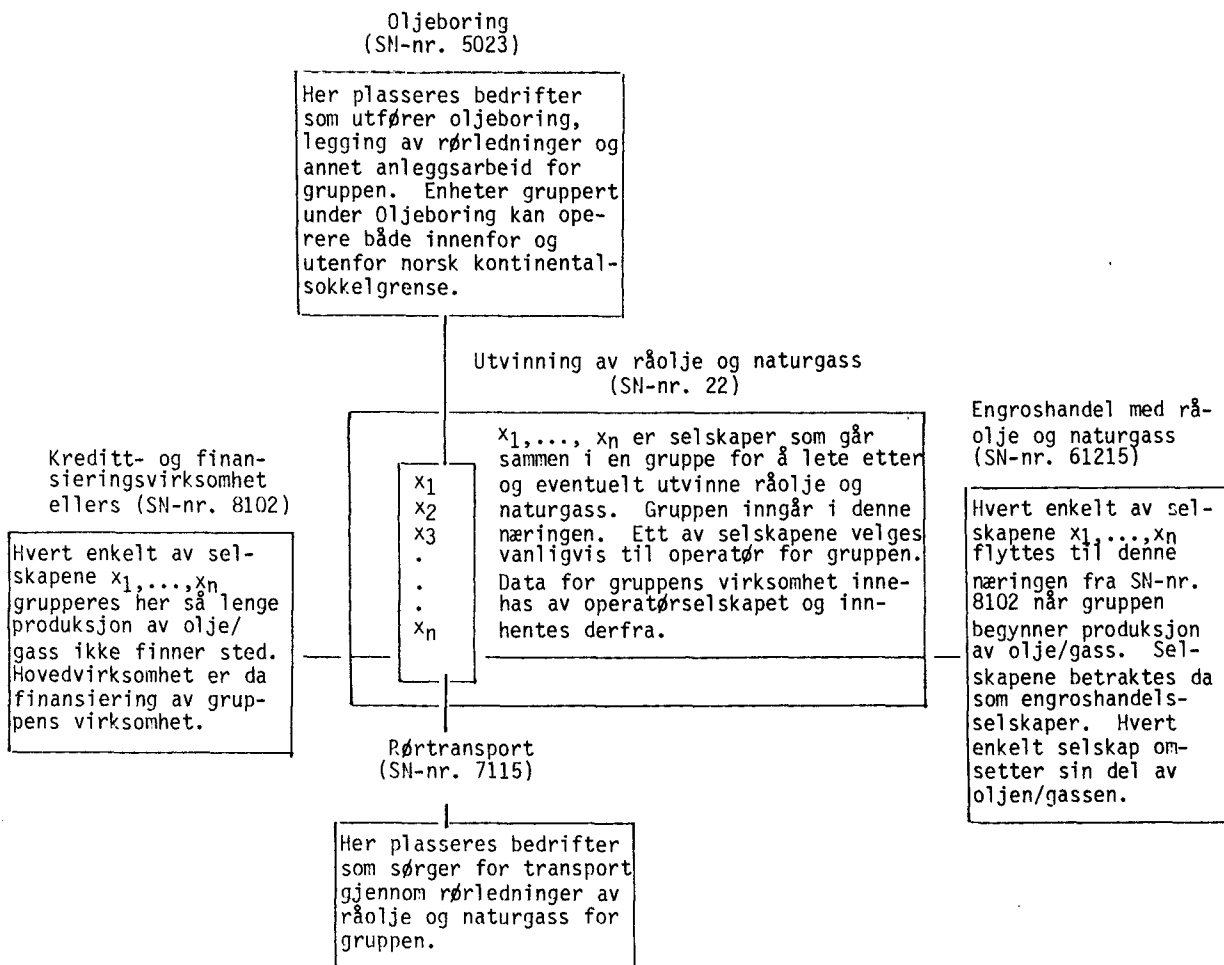 Oljeboring
(SN-nr. 5023)
Her plasseres bedrifter
som utfører oljeboring,
legging av rørledninger og
annet anleggsarbeid for
gruppen. Enheter gruppert
under Oljeboring kan ope-
rere både innenfor og
utenfor norsk kontinental-
sokkelgrense.
Utvinning av råolje og naturgass
(SN-nr. 22)
x1,..., xn er selskaper som går
sammen i en gruppe for å lete etter
og eventuelt utvinne råolje og
naturgass. Gruppen inngår i denne
næringen. Ett av selskapene velges
vanligvis til operatør for gruppen.
Data for gruppens virksomhet inne-
has av operatørselskapet og inn-
hentes derfra.
x1
x2
x3
.
.
.
xn
Kreditt- og finan-
sieringsvirksomhet
ellers (SN-nr. 8102)
Hvert enkelt av sel-
skapene x1,...,xn
grupperes her så lenge
produksjon av olje/
gass ikke finner sted.
Hovedvirksomhet er da
finansiering av grup-
pens virksomhet.
Engroshandel med rå-
olje og naturgass
(SN-nr. 61215)
Hvert enkelt av sel-
skapene x1,...,xn
flyttes til denne
næringen fra SN-nr.
8102 når gruppen
begynner produksjon
av olje/gass. Sel-
skapene betraktes da
som engroshandels-
selskaper. Hvert
enkelt selskap om-
setter sin del av
oljen/gassen.
Rørtransport
(SN-nr. 7115)
Her plasseres bedrifter
som sørger for transport
gjennom rørledninger av
råolje og naturgass for
gruppen.